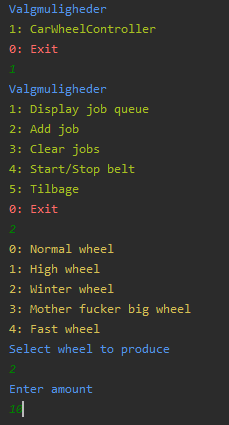 Valgmuligheder
1: CarWheelController
0: Exit
1
Valgmuligheder
1: Display job queue
2: Add job
3: Clear jobs
4: Start/Stop belt
5: Tilbage
0: Exit
2
0: Normal wheel
1: High wheel
2: Winter wheel
3: Mother fucker big wheel
4: Fast wheel
Select wheel to produce
2
Enter amount
10